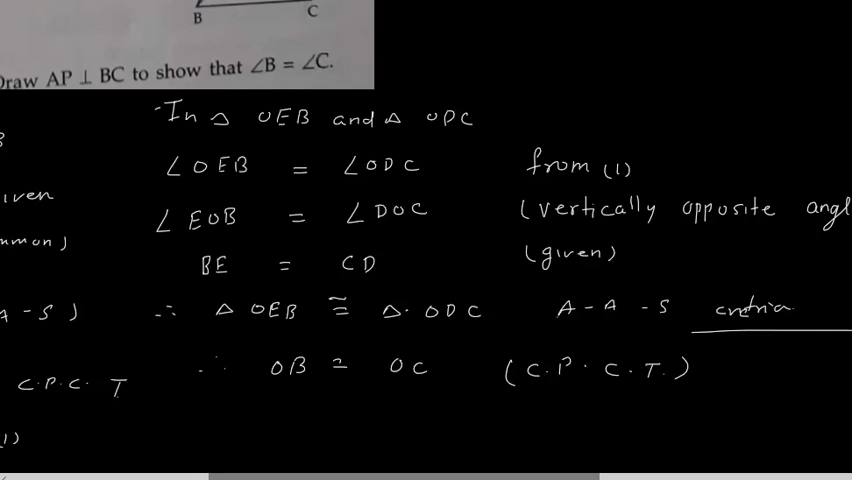 B C
Draw AP ⊥ BC to show that ∠B = ∠C.
In △ OEB and △ ODC
∠OEB = ∠ODC from (1)
∠EOB = ∠DOC (vertically opposite angl
iven
BE = CD (given)
mmon)
A - S )
∴ △ OEB ≅ △ ODC A - A - S
∴ OB = OC (C.P.C.T.)
C.P.C.T
1)